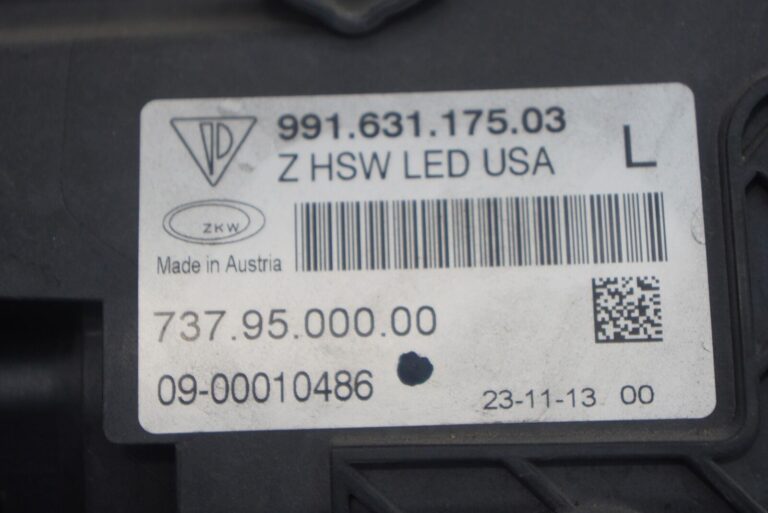 991.631.175.03
Z HSW LED USA
L
ZKW
Made in Austria
737.95.000.00
09-00010486
23-11-13 00